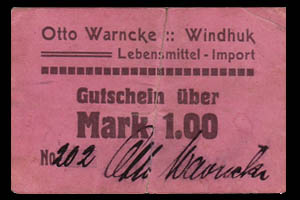 Otto Warncke :: Windhuk
Lebensmittel - Import
Gutschein über
Mark 1.00
No 202 Otto Warncke